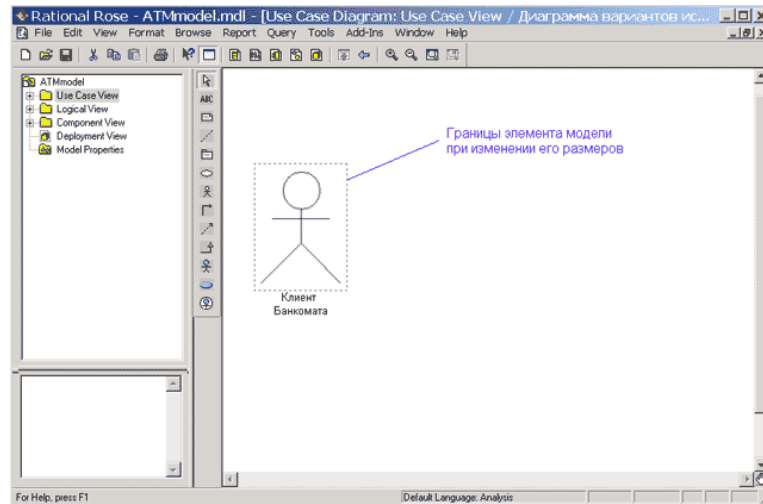 Rational Rose - ATMmodel.mdl - [Use Case Diagram: Use Case View / Диаграмма вариантов ис...
File Edit View Format Browse Report Query Tools Add-Ins Window Help
ATMmodel
Use Case View
Logical View
Component View
Deployment View
Model Properties
ABC
Границы элемента модели
при изменении его размеров
Клиент
Банкомата
For Help, press F1
Default Language: Analysis